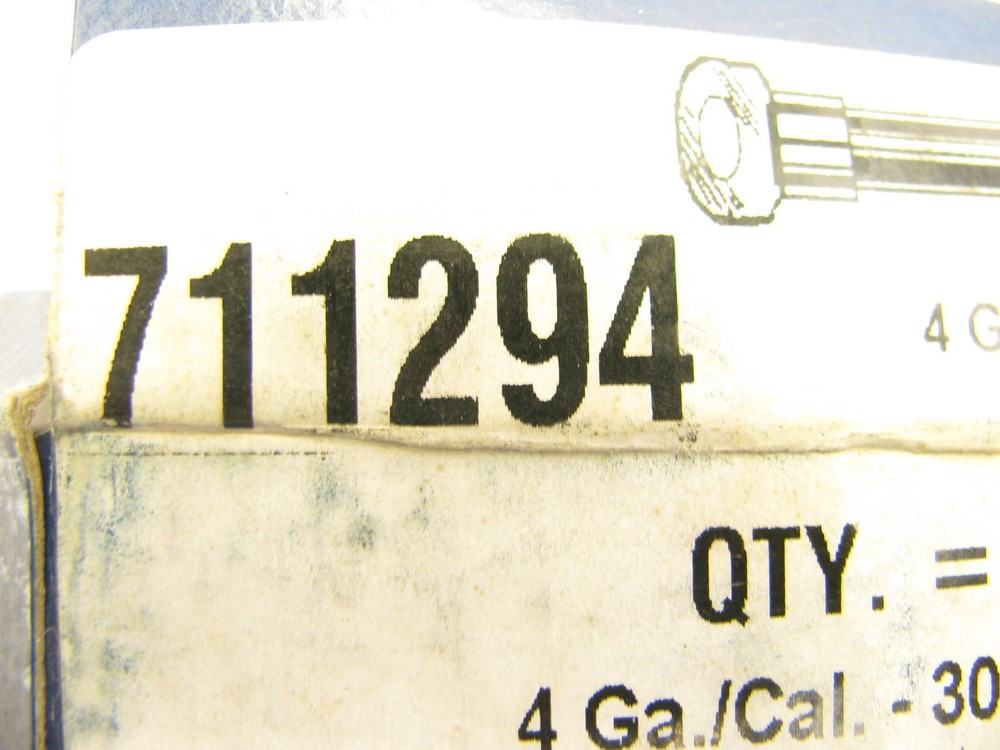 711294
4 G
QTY. =
4 Ga./Cal. - 30